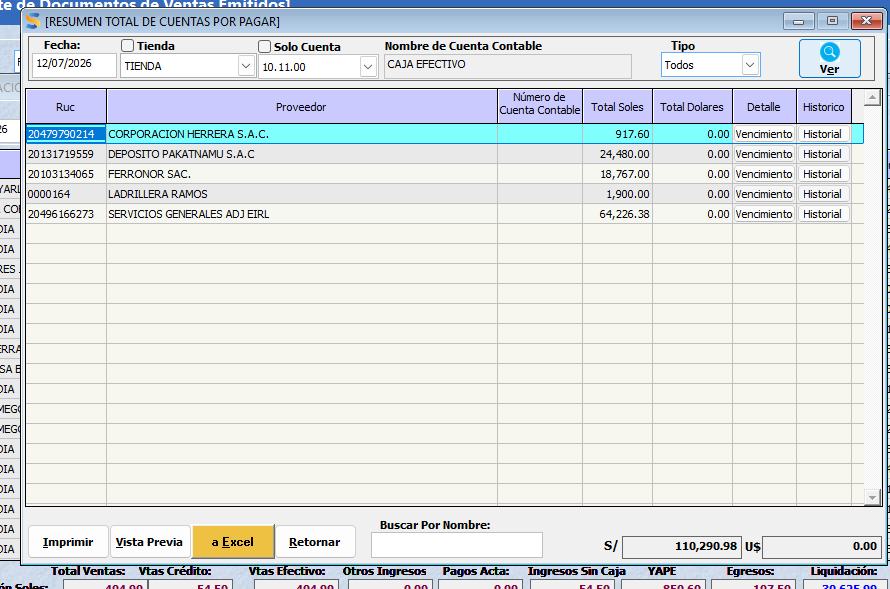 te de Documentos de Ventas Emitidos]
[RESUMEN TOTAL DE CUENTAS POR PAGAR]
Fecha: Tienda Solo Cuenta Nombre de Cuenta Contable Tipo
12/07/2026 TIENDA 10.11.00 CAJA EFECTIVO Todos Ver
Ruc Proveedor Número de Cuenta Contable Total Soles Total Dolares Detalle Historico
20479790214 CORPORACION HERRERA S.A.C. 917.60 0.00 Vencimiento Historial
20131719559 DEPOSITO PAKATNAMU S.A.C 24,480.00 0.00 Vencimiento Historial
20103134065 FERRONOR SAC. 18,767.00 0.00 Vencimiento Historial
0000164 LADRILLERA RAMOS 1,900.00 0.00 Vencimiento Historial
20496166273 SERVICIOS GENERALES ADJ EIRL 64,226.38 0.00 Vencimiento Historial
Imprimir Vista Previa a Excel Retornar Buscar Por Nombre: S/ 110,290.98 U$ 0.00
Total Ventas: Vtas Crédito: Vtas Efectivo: Otros Ingresos Pagos Acta: Ingresos Sin Caja YAPE Egresos: Liquidación: